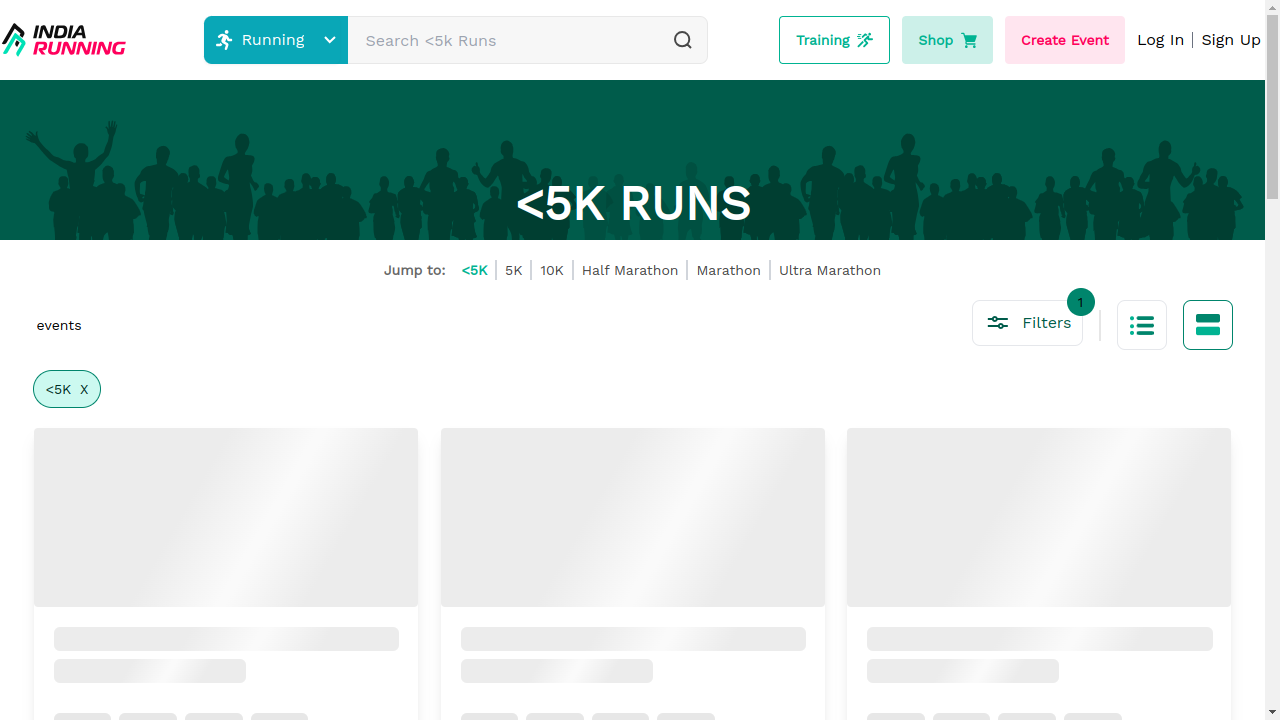 INDIA
RUNNING
Running
Search <5k Runs
Training
Shop
Create Event
Log In
Sign Up
<5K RUNS
Jump to: <5K 5K 10K Half Marathon Marathon Ultra Marathon
events
Filters
1
<5K X